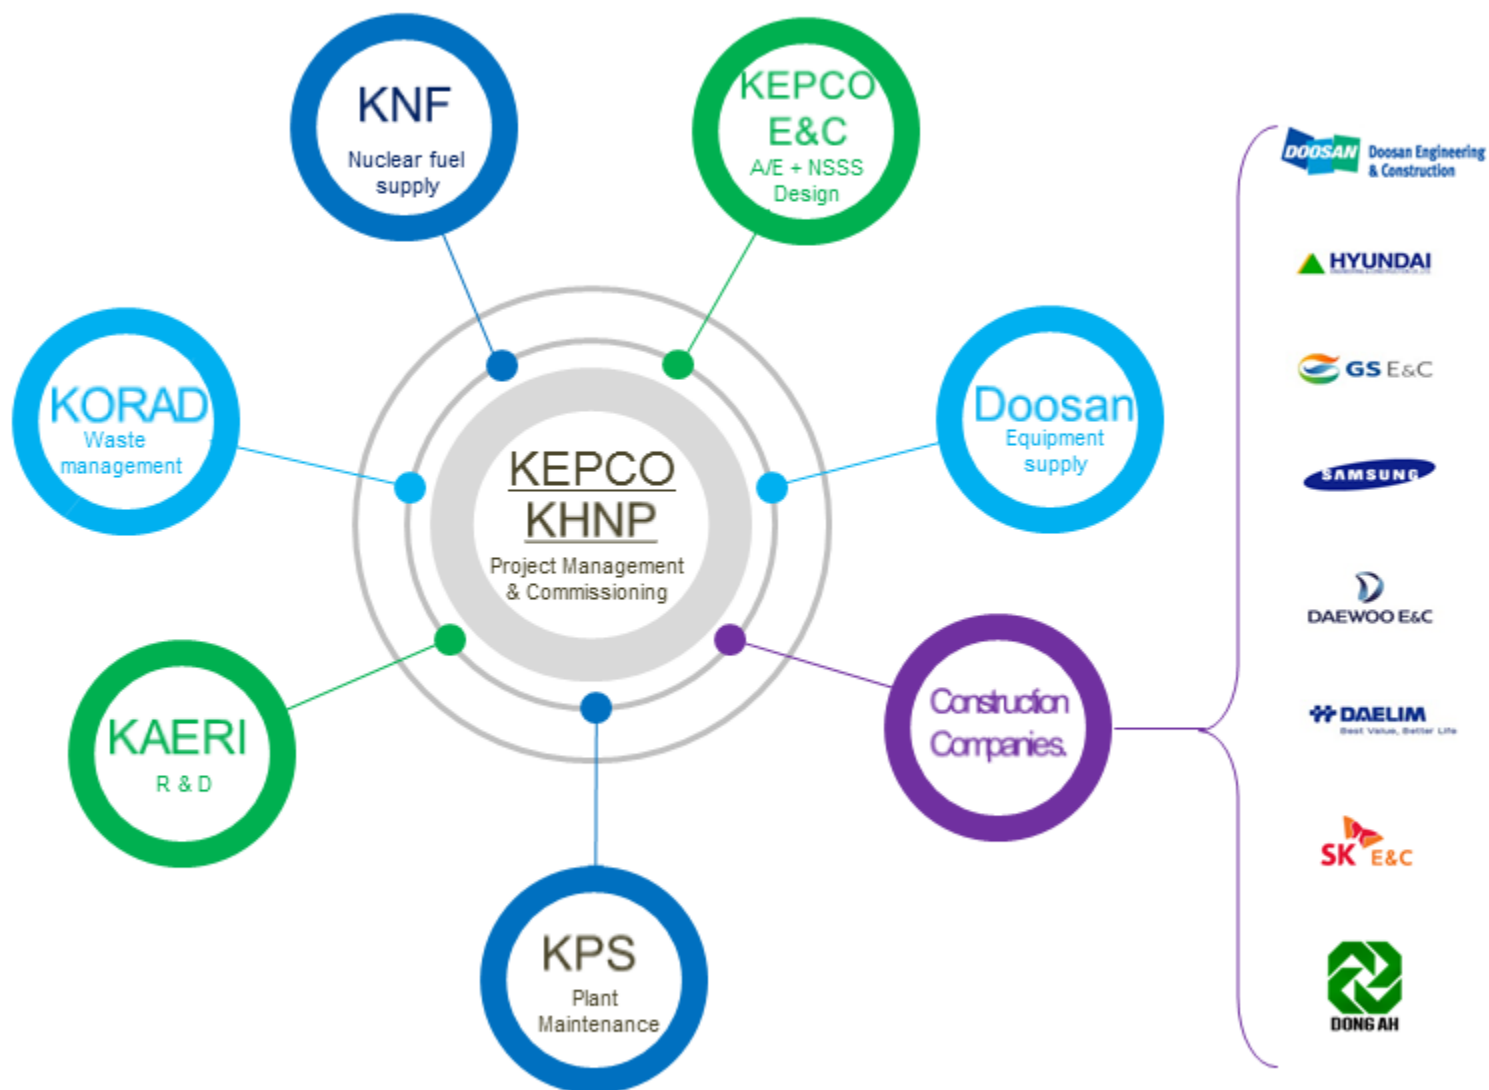 KNF
Nuclear fuel
supply
KEPCO
E&C
A/E + NSSS
Design
KORAD
Waste
management
Doosan
Equipment
supply
KEPCO
KHNP
Project Management
& Commissioning
KAERI
R & D
Construction
Companies.
KPS
Plant
Maintenance
DOOSAN
Doosan Engineering
& Construction
HYUNDAI
GS E&C
SAMSUNG
DAEWOO E&C
DAELIM
Best Value, Better Life
SK E&C
DONG AH